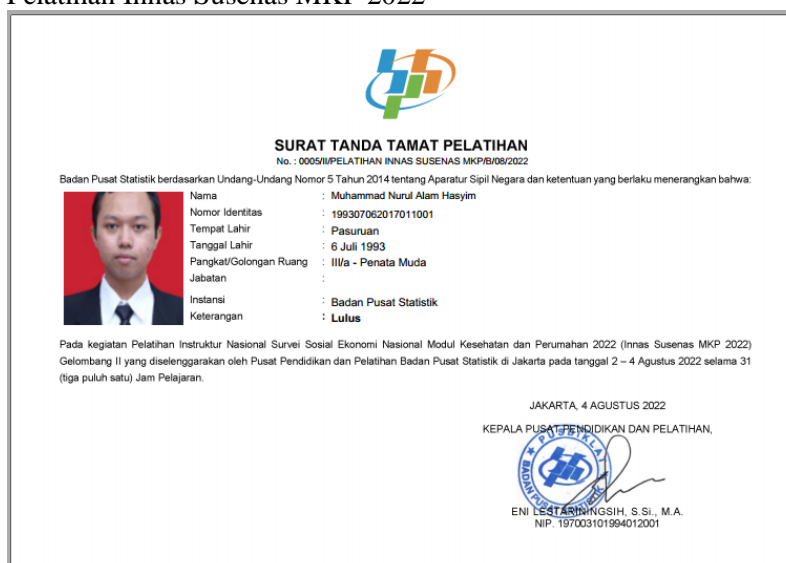 Pelatihan Innas Susenas MKP 2022
SURAT TANDA TAMAT PELATIHAN
No. : 0005/II/PELATIHAN INNAS SUSENAS MKP/B/08/2022
Badan Pusat Statistik berdasarkan Undang-Undang Nomor 5 Tahun 2014 tentang Aparatur Sipil Negara dan ketentuan yang berlaku menerangkan bahwa:
Nama : Muhammad Nurul Alam Hasyim
Nomor Identitas : 199307062017011001
Tempat Lahir : Pasuruan
Tanggal Lahir : 6 Juli 1993
Pangkat/Golongan Ruang : III/a - Penata Muda
Jabatan :
Instansi : Badan Pusat Statistik
Keterangan : Lulus
Pada kegiatan Pelatihan Instruktur Nasional Survei Sosial Ekonomi Nasional Modul Kesehatan dan Perumahan 2022 (Innas Susenas MKP 2022)
Gelombang II yang diselenggarakan oleh Pusat Pendidikan dan Pelatihan Badan Pusat Statistik di Jakarta pada tanggal 2 – 4 Agustus 2022 selama 31
(tiga puluh satu) Jam Pelajaran.
JAKARTA, 4 AGUSTUS 2022
KEPALA PUSAT PENDIDIKAN DAN PELATIHAN,
PUSDIKLAT
BADAN PUSAT STATISTIK
ENI LESTARININGSIH, S.Si., M.A.
NIP. 197003101994012001